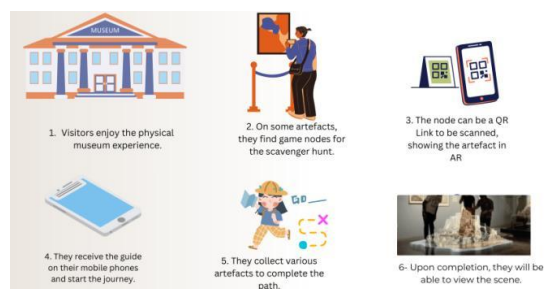 MUSEUM
1. Visitors enjoy the physical
museum experience.
2. On some artefacts,
they find game nodes for
the scavenger hunt.
3. The node can be a QR
Link to be scanned,
showing the artefact in
AR
4. They receive the guide
on their mobile phones
and start the journey.
5. They collect various
artefacts to complete the
path.
6- Upon completion, they will be
able to view the scene.